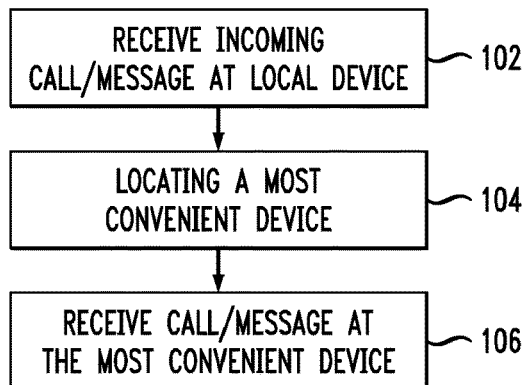 RECEIVE INCOMING
CALL/MESSAGE AT LOCAL DEVICE
102
LOCATING A MOST
CONVENIENT DEVICE
104
RECEIVE CALL/MESSAGE AT
THE MOST CONVENIENT DEVICE
106